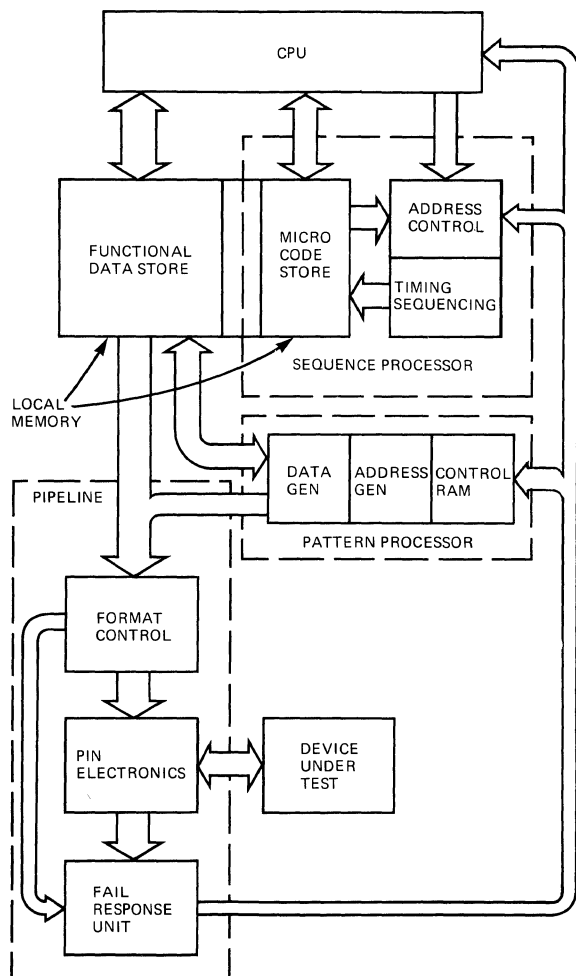 CPU
FUNCTIONAL
DATA STORE
MICRO
CODE
STORE
ADDRESS
CONTROL
TIMING
SEQUENCING
SEQUENCE PROCESSOR
LOCAL
MEMORY
DATA
GEN
ADDRESS
GEN
CONTROL
RAM
PATTERN PROCESSOR
PIPELINE
FORMAT
CONTROL
PIN
ELECTRONICS
DEVICE
UNDER
TEST
FAIL
RESPONSE
UNIT